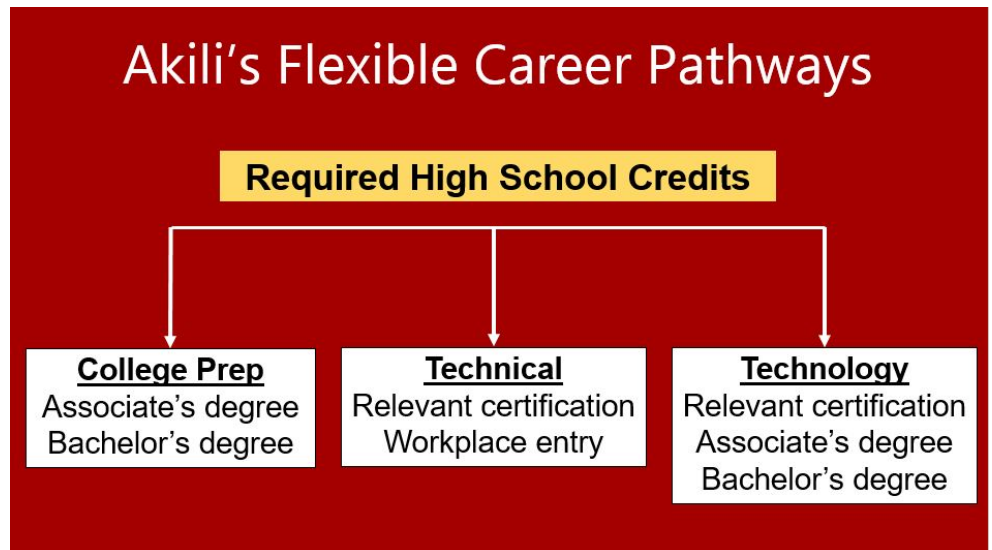 Akili’s Flexible Career Pathways
Required High School Credits
College Prep
Associate’s degree
Bachelor’s degree
Technical
Relevant certification
Workplace entry
Technology
Relevant certification
Associate’s degree
Bachelor’s degree